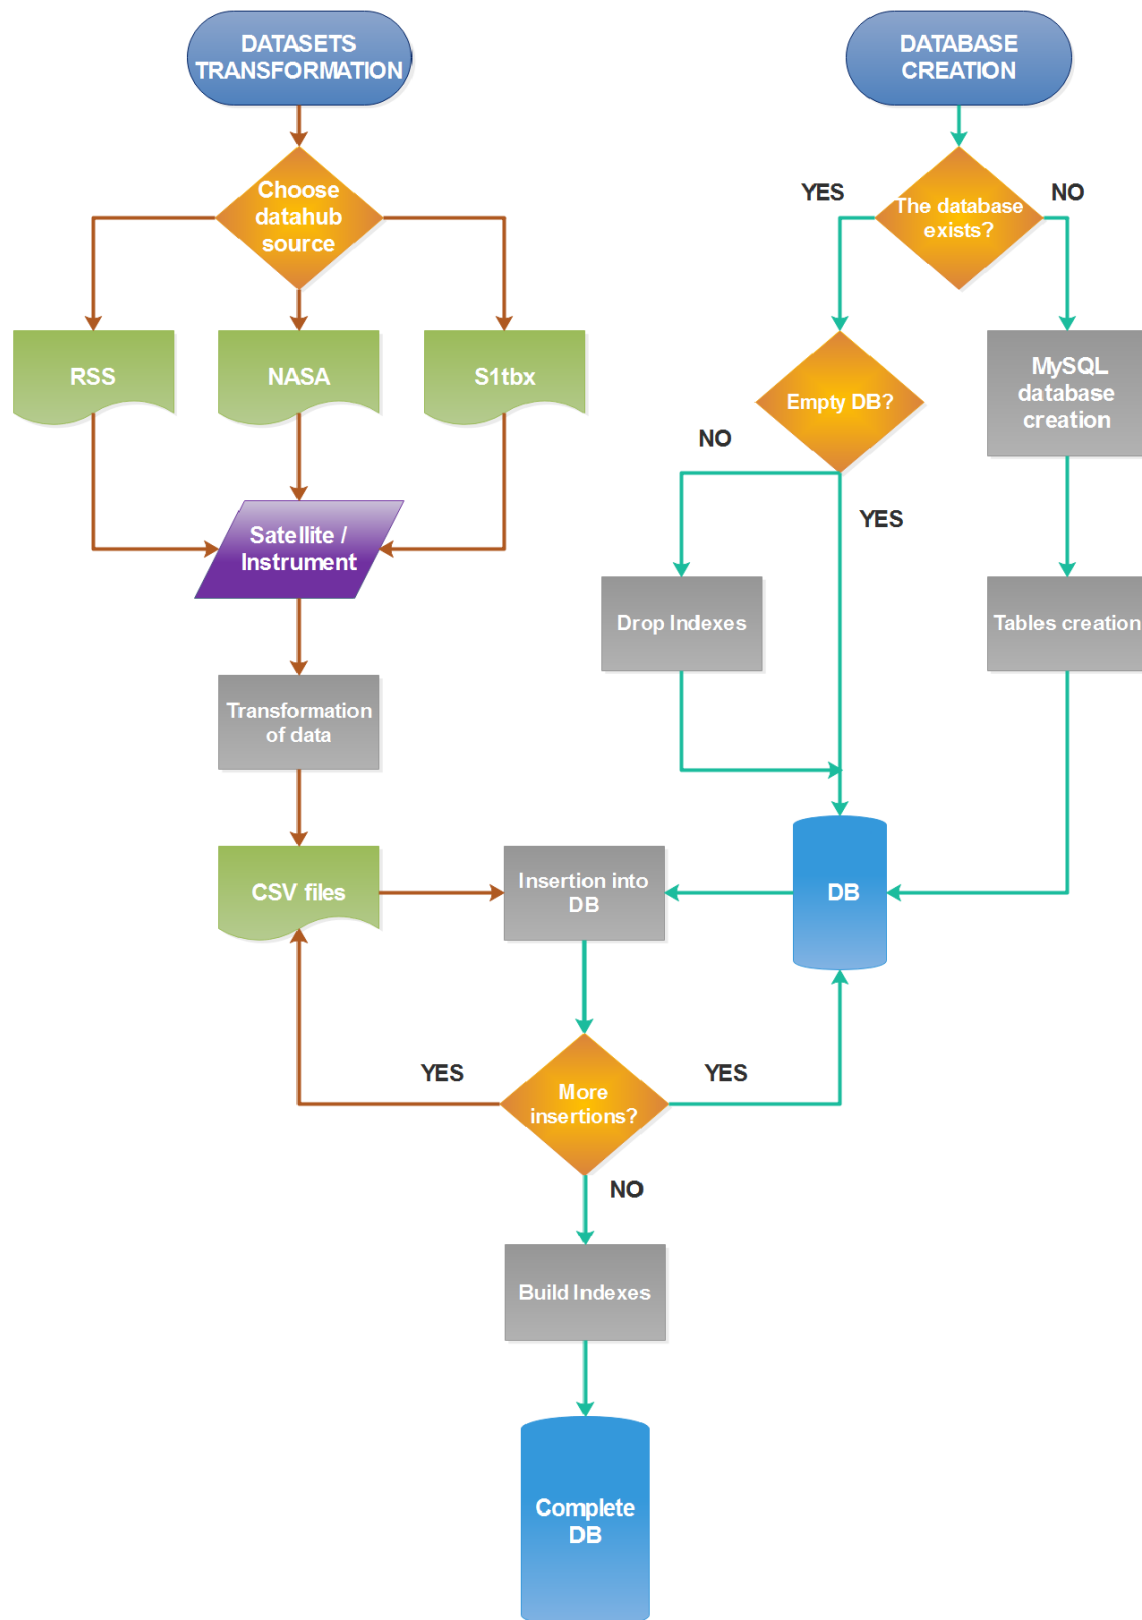 DATASETS
TRANSFORMATION
DATABASE
CREATION
Choose
datahub
source
YES
NO
The database
exists?
RSS
NASA
S1tbx
Empty DB?
MySQL
database
creation
NO
YES
Satellite /
Instrument
Drop Indexes
Tables creation
Transformation
of data
CSV files
Insertion into
DB
DB
YES
YES
More
insertions?
NO
Build Indexes
Complete
DB